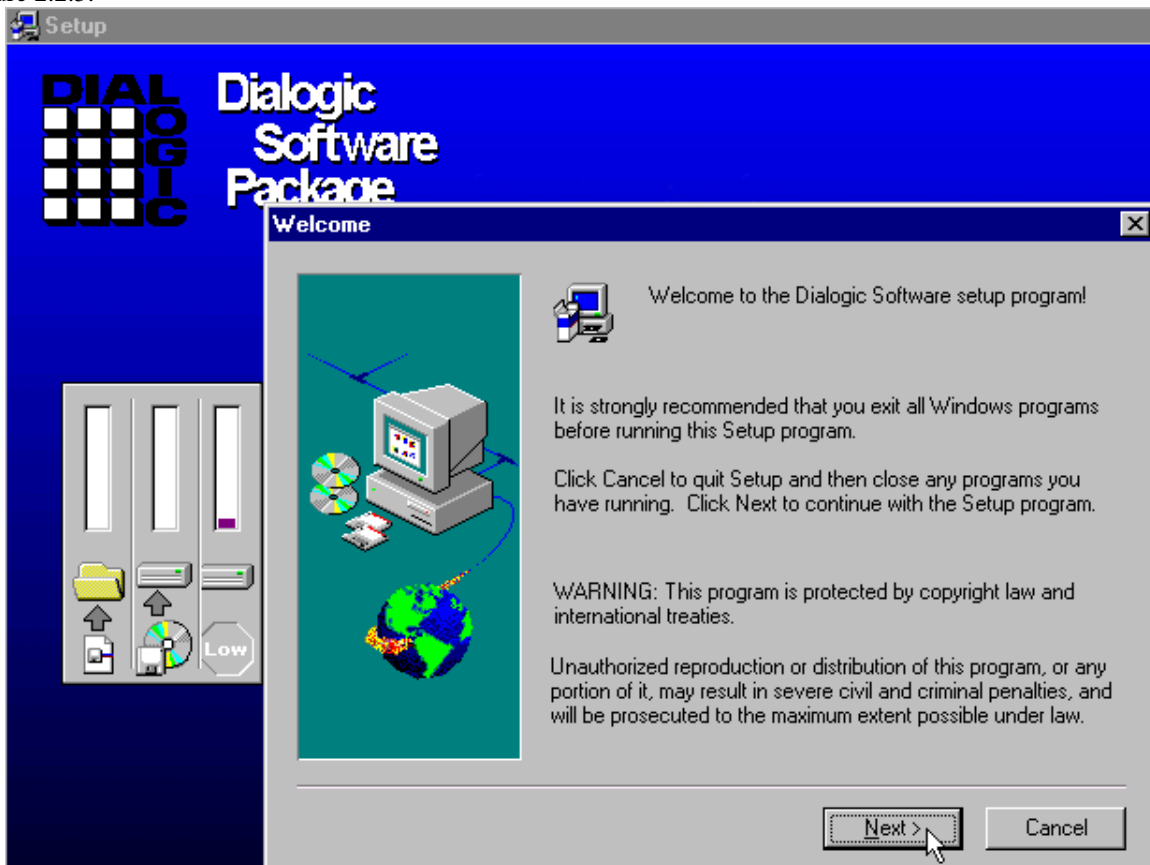 Setup
DIAL
O
G
I
C
Dialogic
Software
Package
Welcome
Welcome to the Dialogic Software setup program!
It is strongly recommended that you exit all Windows programs
before running this Setup program.
Click Cancel to quit Setup and then close any programs you
have running.  Click Next to continue with the Setup program.
WARNING: This program is protected by copyright law and
international treaties.
Unauthorized reproduction or distribution of this program, or any
portion of it, may result in severe civil and criminal penalties, and
will be prosecuted to the maximum extent possible under law.
Low
Next >
Cancel